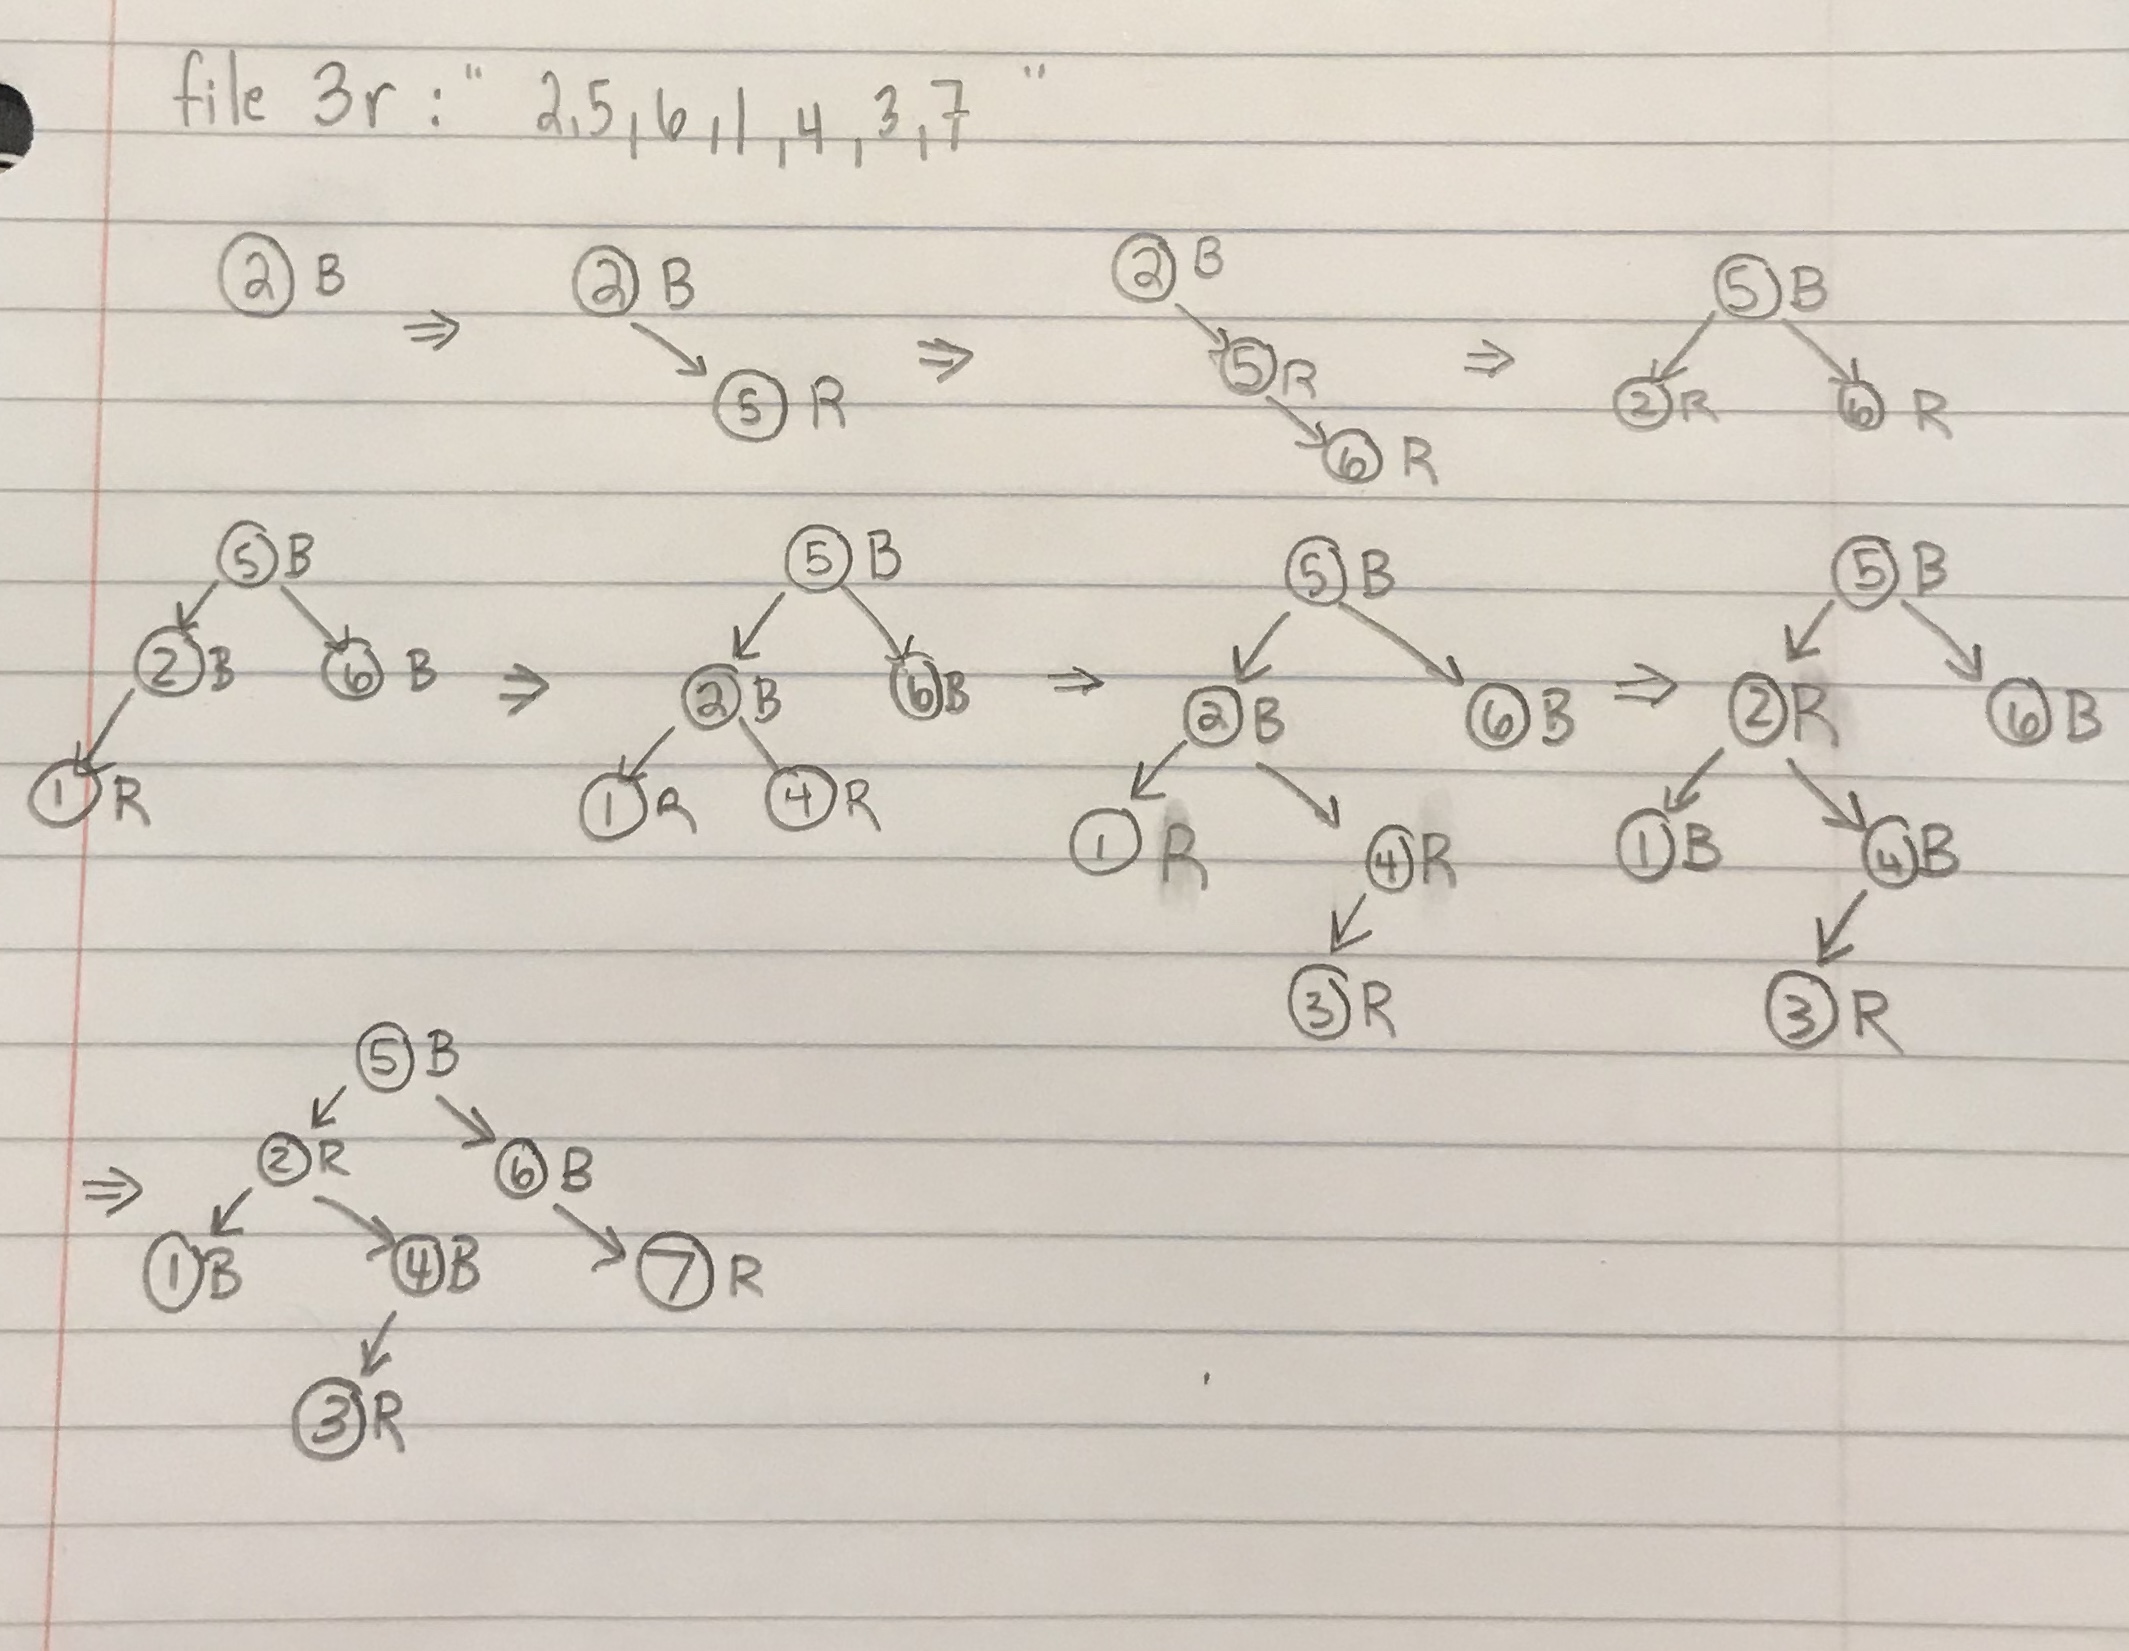 file 3r : " 2,5,6,1,4,3,7 "
2 B ⇒ 2 B ⇒ 2 B ⇒ 5 B
5 R 5 R 2 R 6 R
6 R
5 B 5 B 5 B 5 B
2 B 6 B ⇒ 2 B 6 B ⇒ 2 B 6 B ⇒ 2 R 6 B
1 R 1 R 4 R 1 R 4 R 1 B 4 B
3 R 3 R
5 B
⇒ 2 R 6 B
1 B 4 B 7 R
3 R